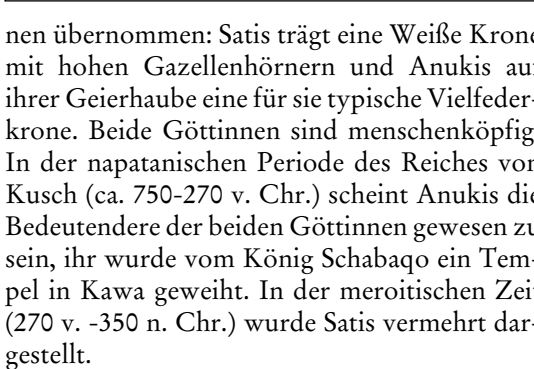 nen übernommen: Satis trägt eine Weiße Krone
mit hohen Gazellenhörnern und Anukis auf
ihrer Geierhaube eine für sie typische Vielfeder-
krone. Beide Göttinnen sind menschenköpfig.
In der napatanischen Periode des Reiches von
Kusch (ca. 750-270 v. Chr.) scheint Anukis die
Bedeutendere der beiden Göttinnen gewesen zu
sein, ihr wurde vom König Schabaqo ein Tem-
pel in Kawa geweiht. In der meroitischen Zeit
(270 v. -350 n. Chr.) wurde Satis vermehrt dar-
gestellt.